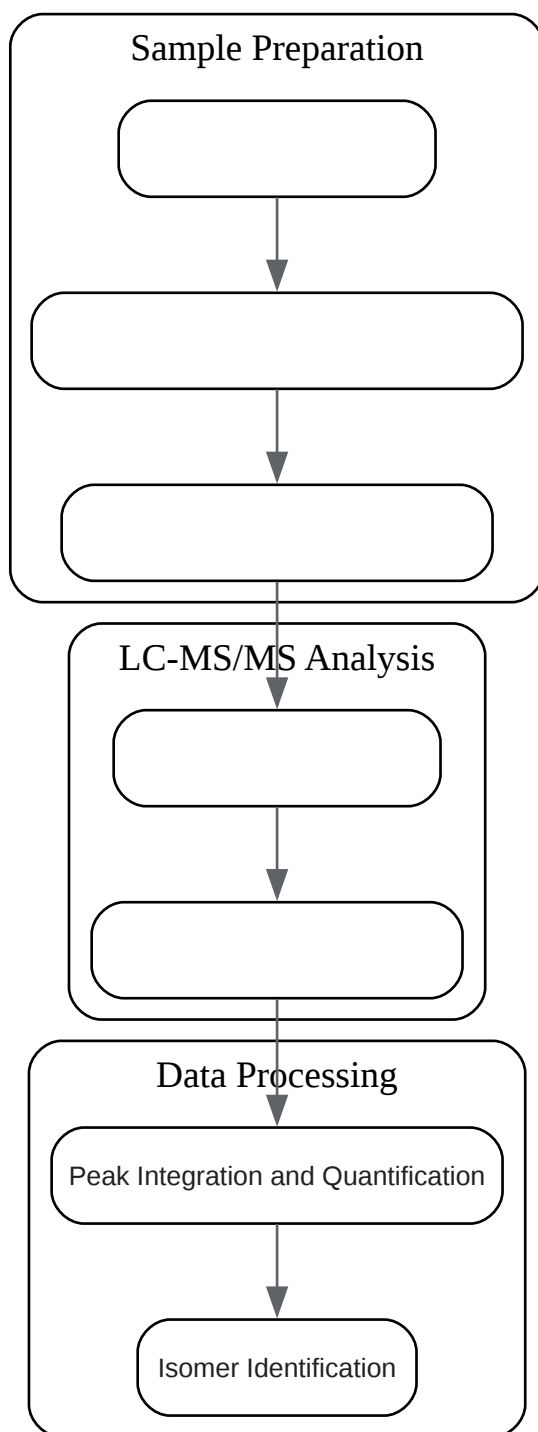 Sample Preparation
LC-MS/MS Analysis
Data Processing
Peak Integration and Quantification
Isomer Identification